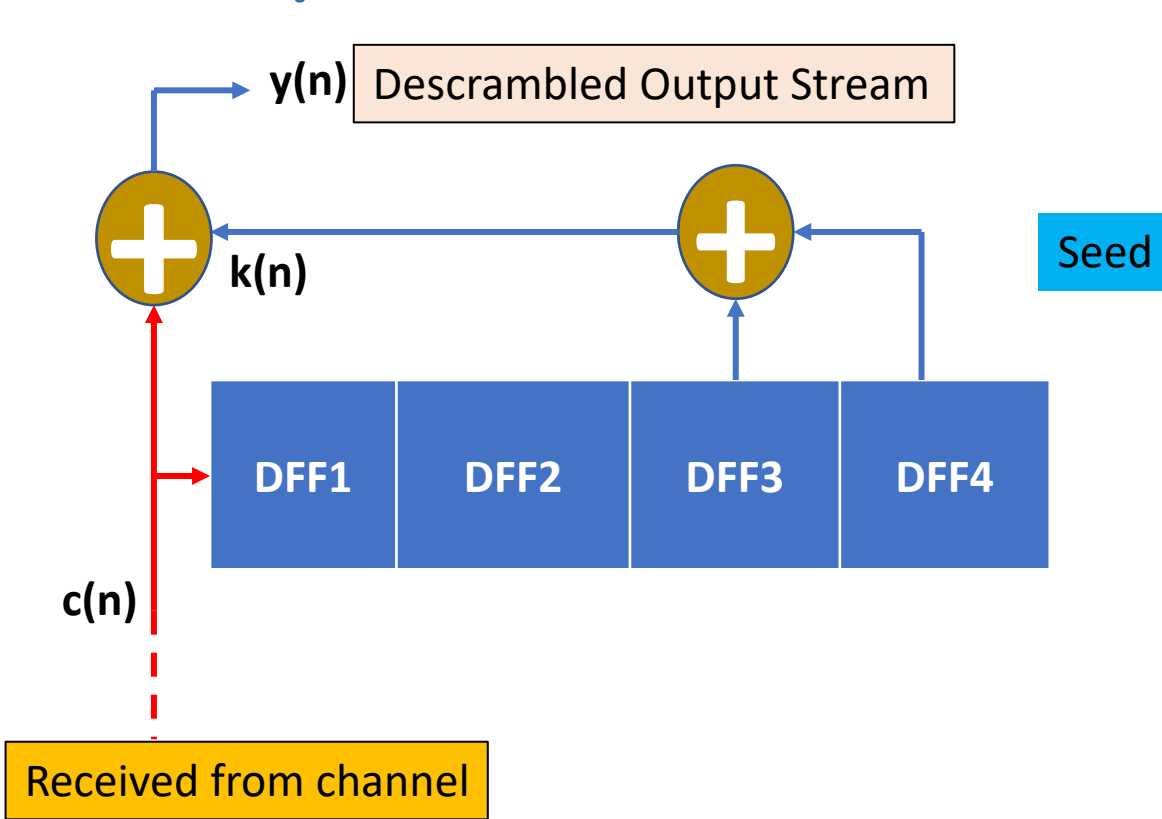 y(n)
Descrambled Output Stream
k(n)
Seed
DFF1
DFF2
DFF3
DFF4
c(n)
Received from channel